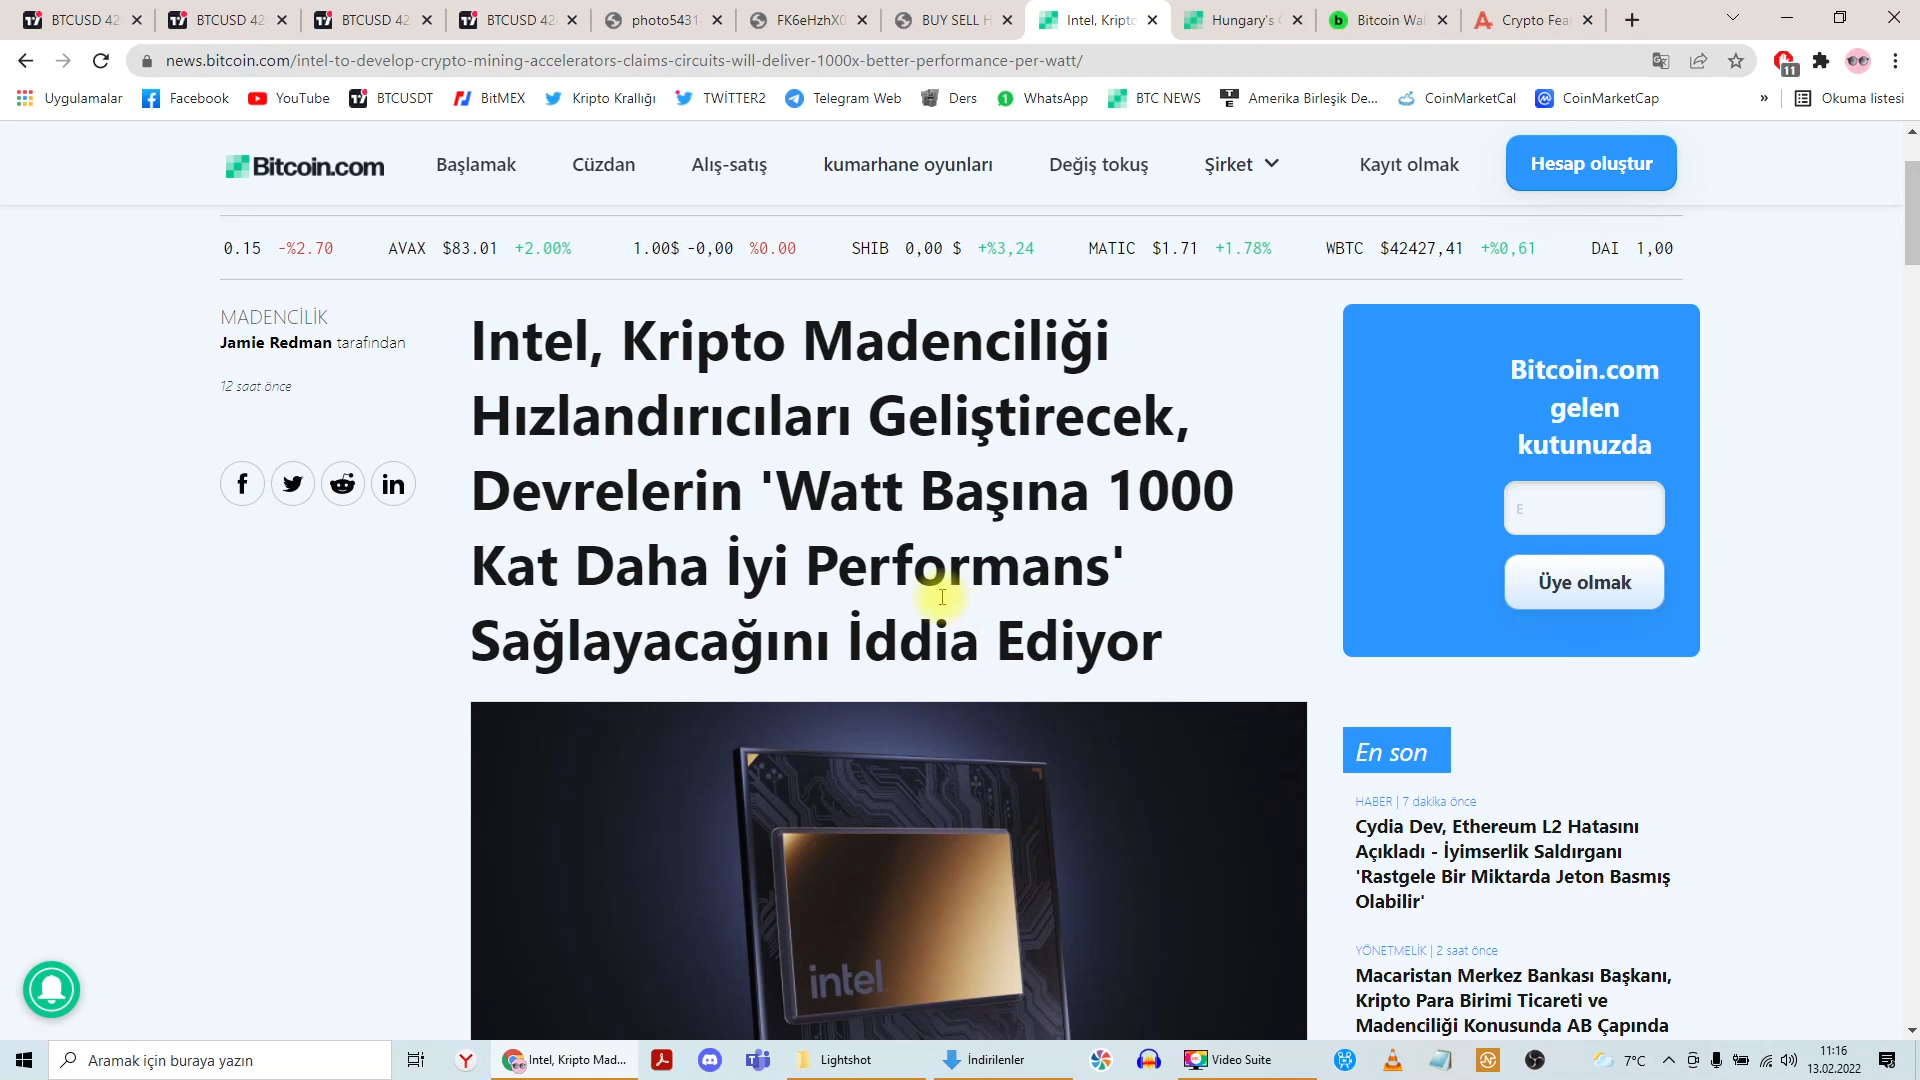 BTCUSD 42
BTCUSD 42
BTCUSD 42
BTCUSD 42
photo5431
FK6eHzhX0
BUY SELL H
Intel, Kripto
Hungary's
Bitcoin Wal
Crypto Fea
news.bitcoin.com/intel-to-develop-crypto-mining-accelerators-claims-circuits-will-deliver-1000x-better-performance-per-watt/
11
Uygulamalar
Facebook
YouTube
BTCUSDT
BitMEX
Kripto Krallığı
TWİTTER2
Telegram Web
Ders
WhatsApp
BTC NEWS
Amerika Birleşik De...
CoinMarketCal
CoinMarketCap
»
Okuma listesi
Bitcoin.com
Başlamak
Cüzdan
Alış-satış
kumarhane oyunları
Değiş tokuş
Şirket
Kayıt olmak
Hesap oluştur
0.15 -%2.70 AVAX $83.01 +2.00% 1.00$ -0,00 %0.00 SHIB 0,00 $ +%3,24 MATIC $1.71 +1.78% WBTC $42427,41 +%0,61 DAI 1,00
MADENCİLİK
Jamie Redman tarafından
12 saat önce
Intel, Kripto Madenciliği
Hızlandırıcıları Geliştirecek,
Devrelerin 'Watt Başına 1000
Kat Daha İyi Performans'
Sağlayacağını İddia Ediyor
intel
Bitcoin.com
gelen
kutunuzda
E
Üye olmak
En son
HABER | 7 dakika önce
Cydia Dev, Ethereum L2 Hatasını
Açıkladı - İyimserlik Saldırganı
'Rastgele Bir Miktarda Jeton Basmış
Olabilir'
YÖNETMELİK | 2 saat önce
Macaristan Merkez Bankası Başkanı,
Kripto Para Birimi Ticareti ve
Madenciliği Konusunda AB Çapında
Aramak için buraya yazın
Intel, Kripto Mad...
Lightshot
İndirilenler
Video Suite
7°C
11:16
13.02.2022